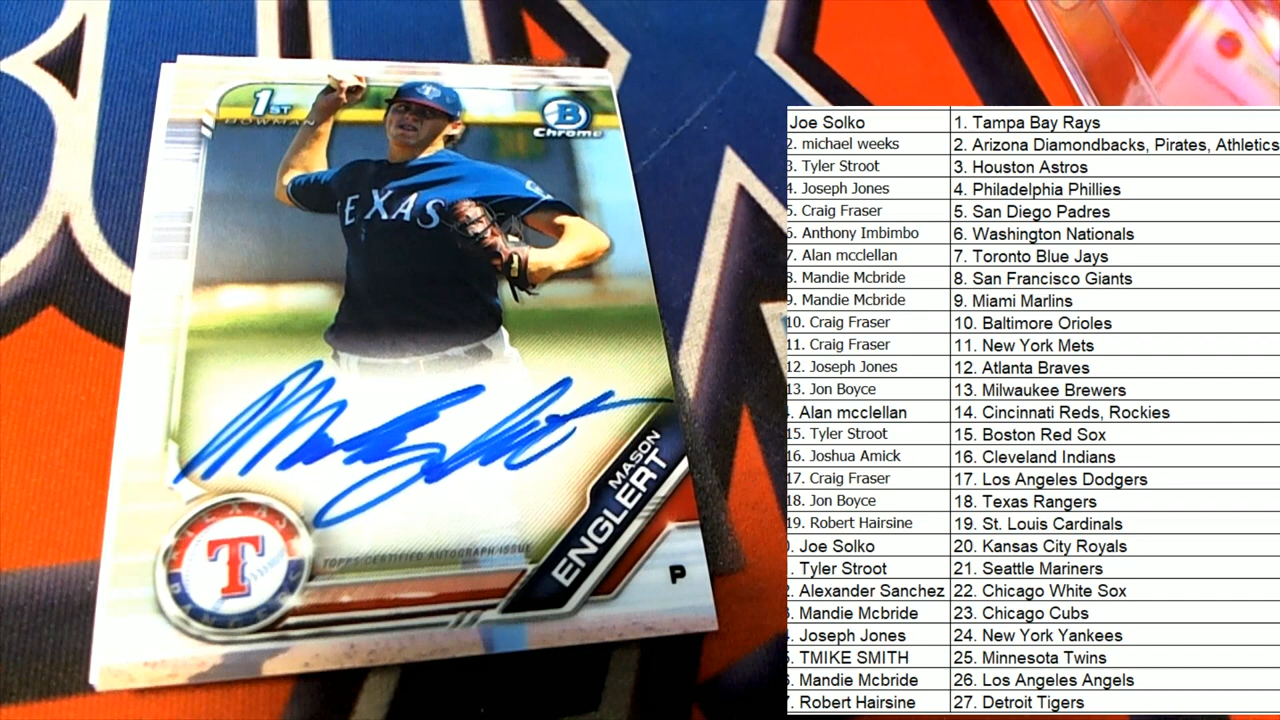 1ST
BOWMAN
B
Chrome
TEXAS
MASON
ENGLERT
TEXAS
T
RANGERS
TOPPS CERTIFIED AUTOGRAPH ISSUE
P
Joe Solko 1. Tampa Bay Rays
2. michael weeks 2. Arizona Diamondbacks, Pirates, Athletics
3. Tyler Stroot 3. Houston Astros
4. Joseph Jones 4. Philadelphia Phillies
5. Craig Fraser 5. San Diego Padres
6. Anthony Imbimbo 6. Washington Nationals
7. Alan mcclellan 7. Toronto Blue Jays
8. Mandie Mcbride 8. San Francisco Giants
9. Mandie Mcbride 9. Miami Marlins
10. Craig Fraser 10. Baltimore Orioles
11. Craig Fraser 11. New York Mets
12. Joseph Jones 12. Atlanta Braves
13. Jon Boyce 13. Milwaukee Brewers
. Alan mcclellan 14. Cincinnati Reds, Rockies
15. Tyler Stroot 15. Boston Red Sox
16. Joshua Amick 16. Cleveland Indians
17. Craig Fraser 17. Los Angeles Dodgers
18. Jon Boyce 18. Texas Rangers
19. Robert Hairsine 19. St. Louis Cardinals
. Joe Solko 20. Kansas City Royals
. Tyler Stroot 21. Seattle Mariners
. Alexander Sanchez 22. Chicago White Sox
. Mandie Mcbride 23. Chicago Cubs
. Joseph Jones 24. New York Yankees
. TMIKE SMITH 25. Minnesota Twins
. Mandie Mcbride 26. Los Angeles Angels
. Robert Hairsine 27. Detroit Tigers